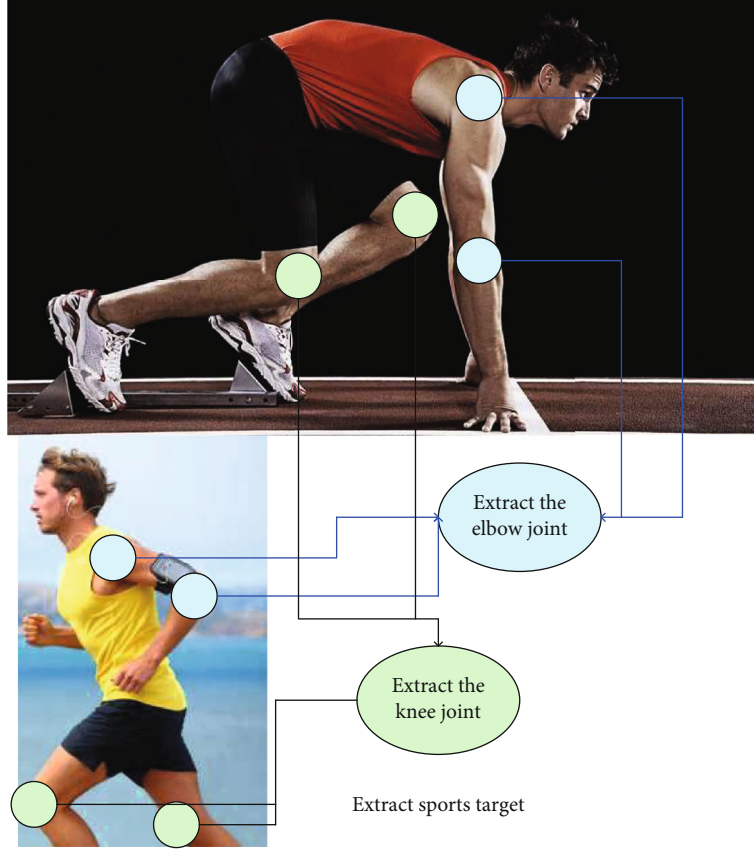 Extract the
elbow joint
Extract the
knee joint
Extract sports target